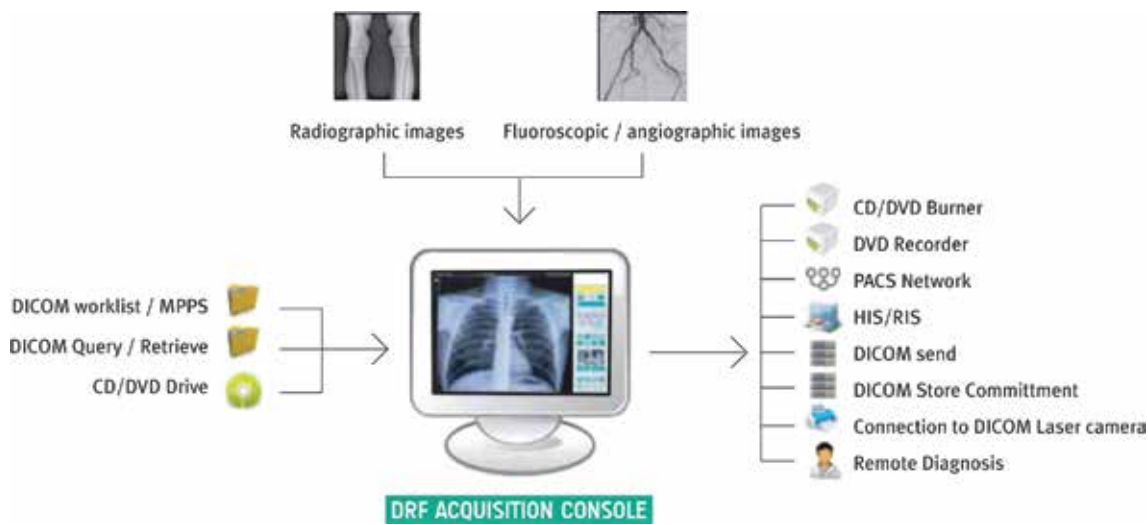 Radiographic images
Fluoroscopic / angiographic images
DICOM worklist / MPPS
DICOM Query / Retrieve
CD/DVD Drive
CD/DVD Burner
DVD Recorder
PACS Network
HIS/RIS
DICOM send
DICOM Store Committment
Connection to DICOM Laser camera
Remote Diagnosis
DRF ACQUISITION CONSOLE